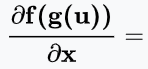 ∂f(g(u))/∂x =